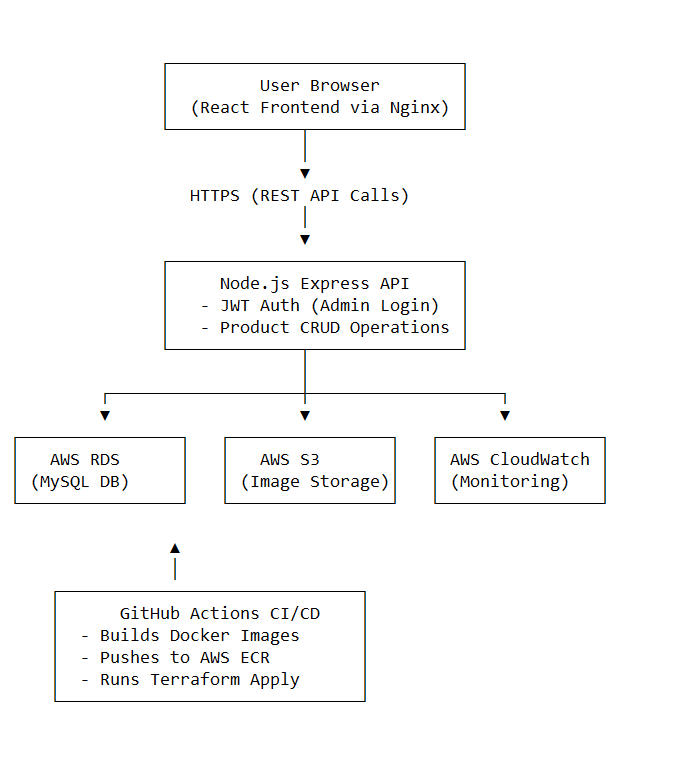 User Browser
(React Frontend via Nginx)
HTTPS (REST API Calls)
Node.js Express API
- JWT Auth (Admin Login)
- Product CRUD Operations
AWS RDS
(MySQL DB)
AWS S3
(Image Storage)
AWS CloudWatch
(Monitoring)
GitHub Actions CI/CD
- Builds Docker Images
- Pushes to AWS ECR
- Runs Terraform Apply